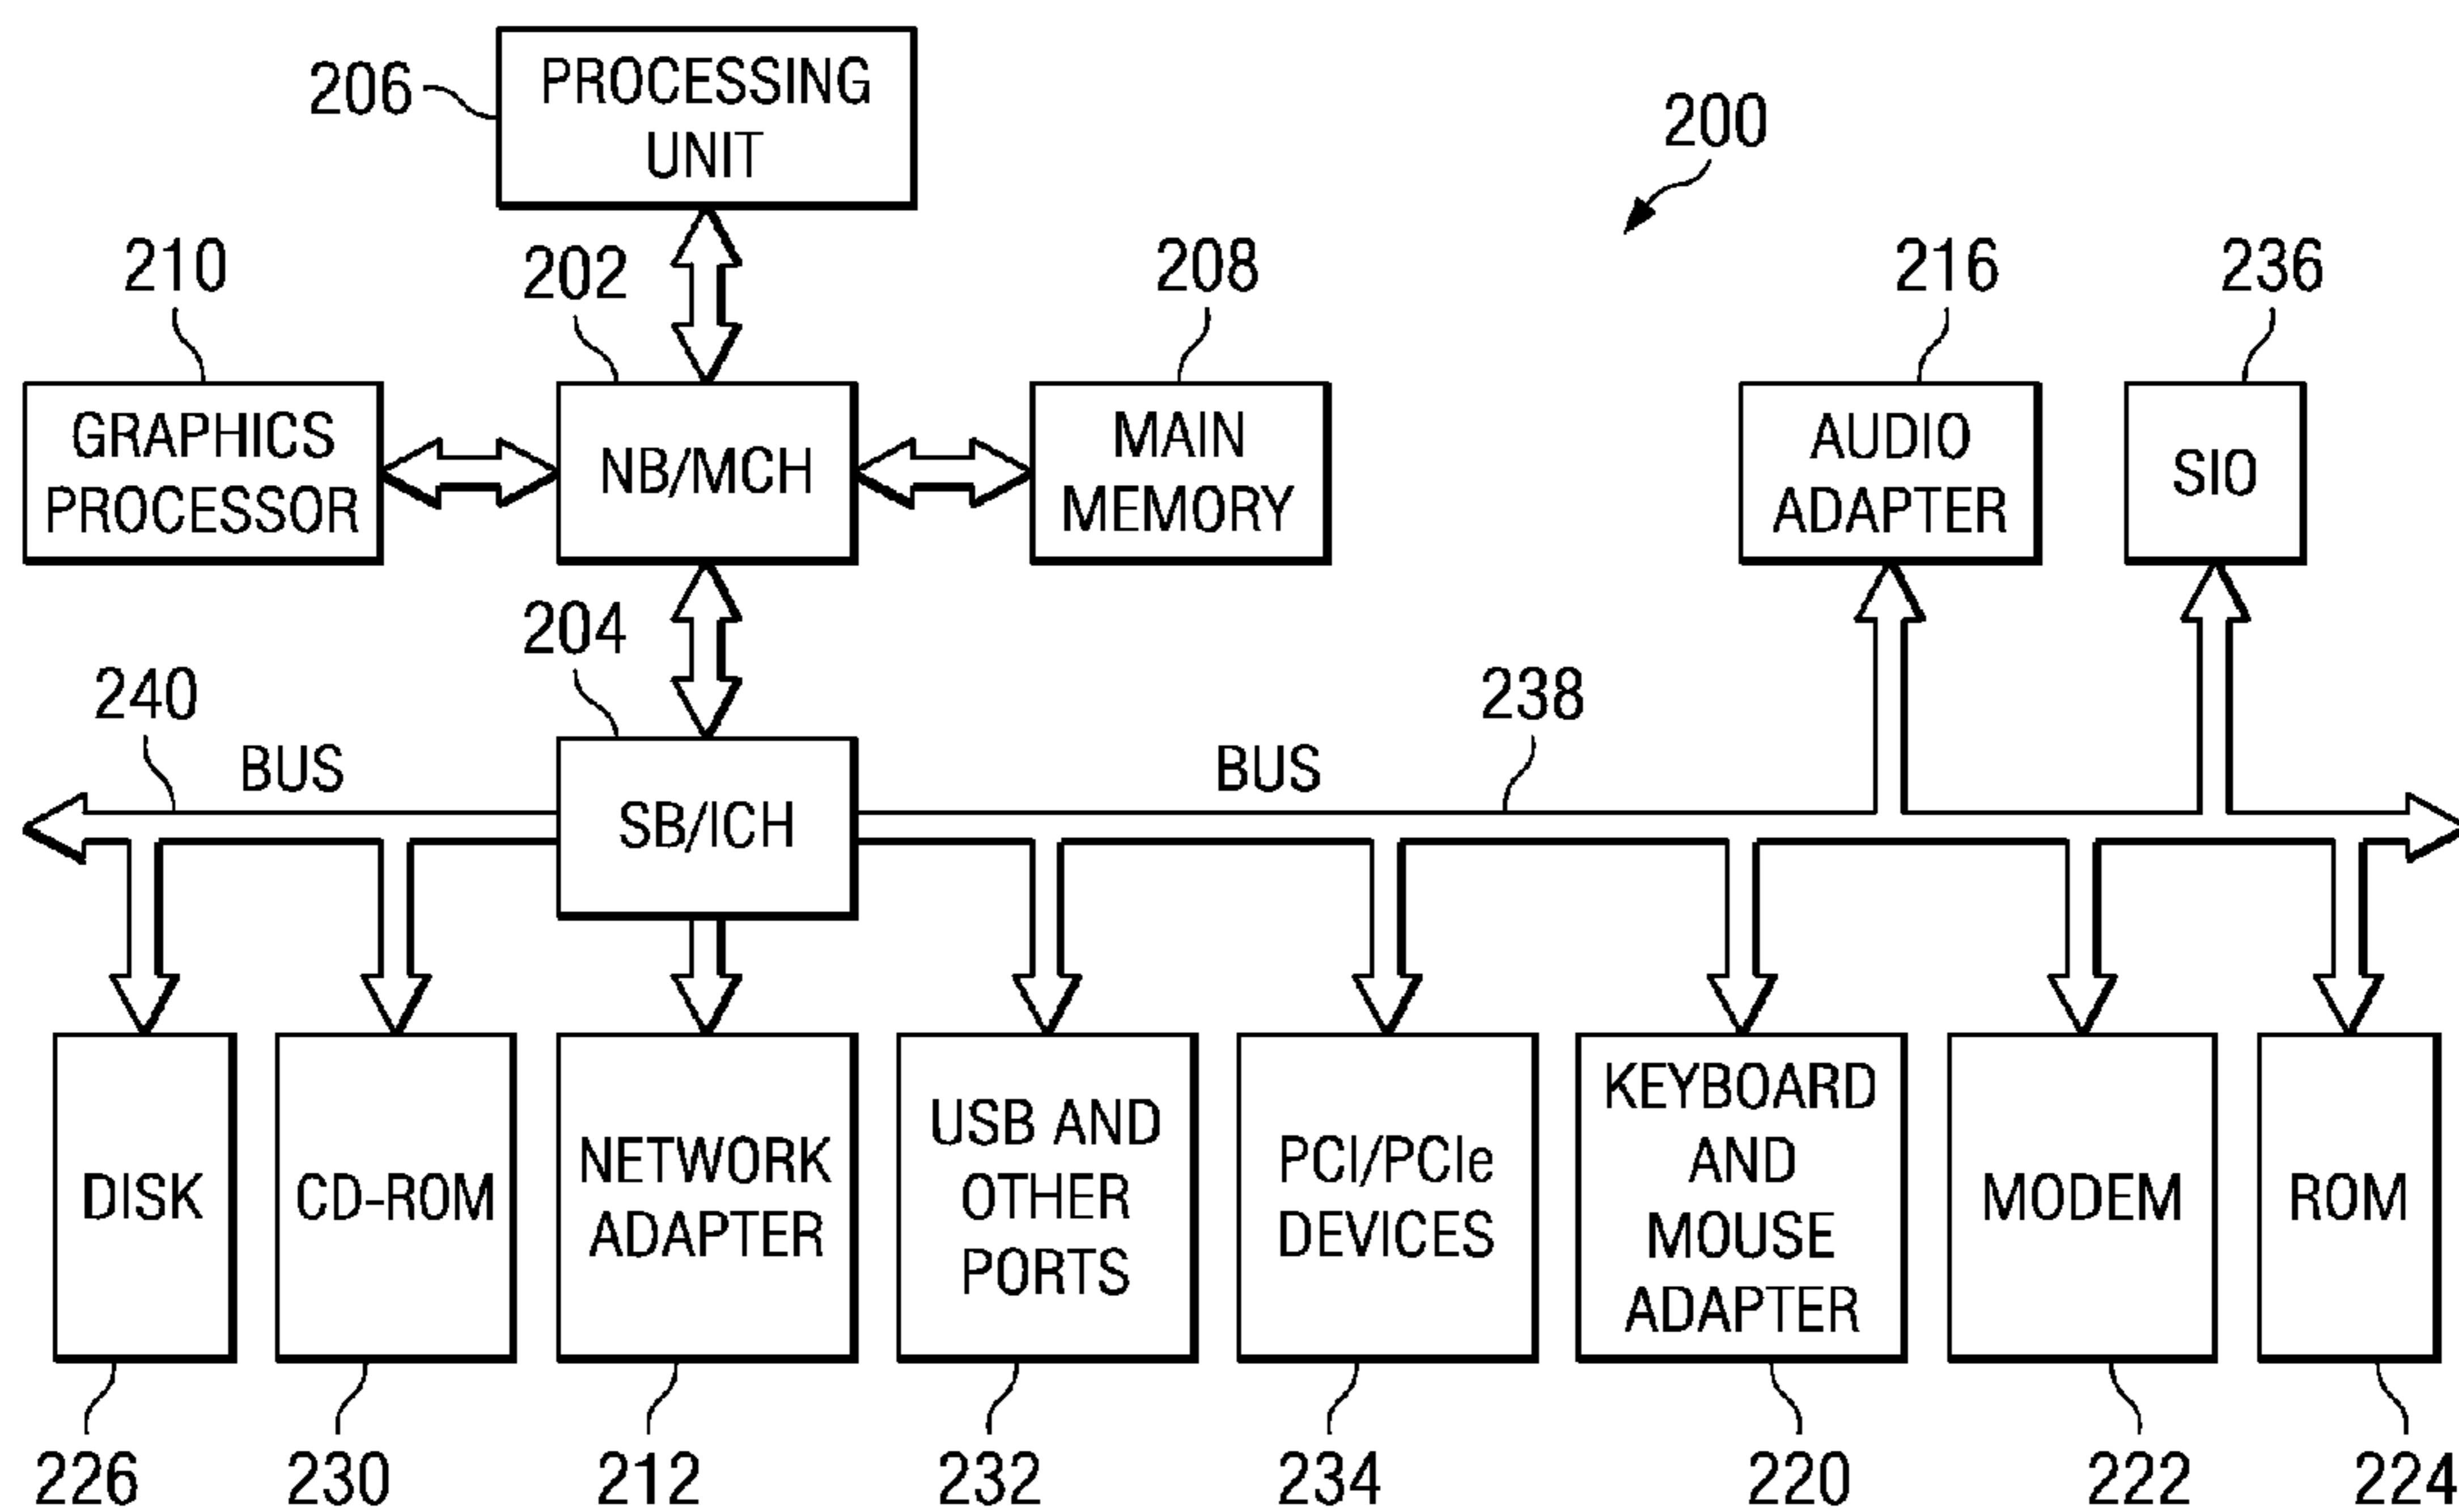 PROCESSING
UNIT
206
200
210
202
208
216
236
GRAPHICS
PROCESSOR
NB/MCH
MAIN
MEMORY
AUDIO
ADAPTER
SIO
204
240
238
BUS
BUS
SB/ICH
DISK
CD-ROM
NETWORK
ADAPTER
USB AND
OTHER
PORTS
PCI/PCIe
DEVICES
KEYBOARD
AND
MOUSE
ADAPTER
MODEM
ROM
226
230
212
232
234
220
222
224